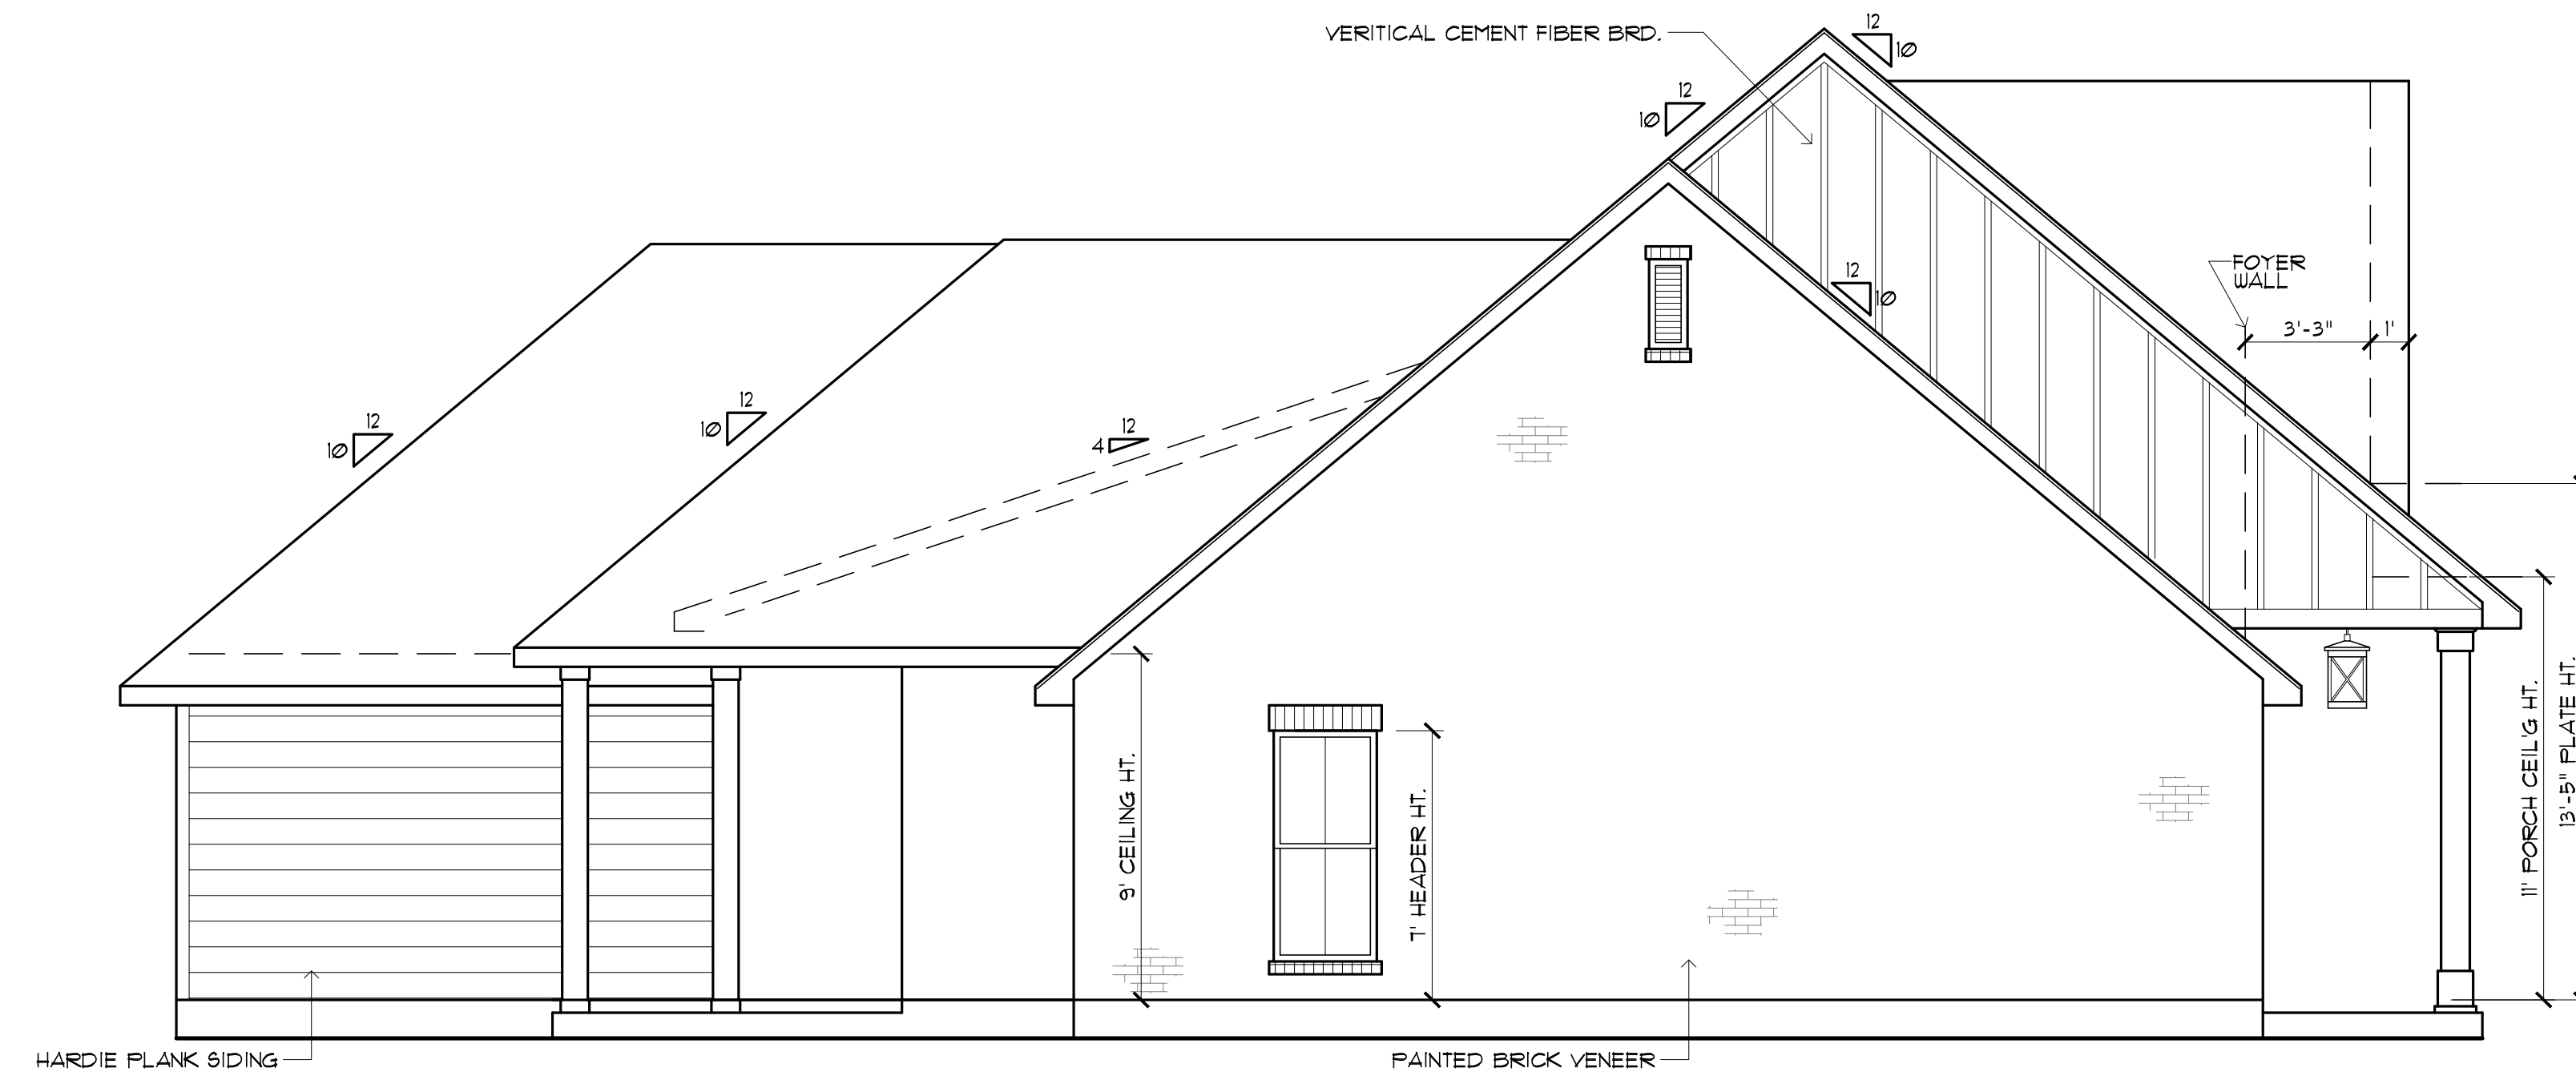 VERITICAL CEMENT FIBER BRD.
12
10
12
10
12
10
FOYER
WALL
3'-3"
1'
12
10
12
10
12
4
9' CEILING HT.
7' HEADER HT.
11' PORCH CEIL'G HT.
13'-5" PLATE HT.
HARDIE PLANK SIDING
PAINTED BRICK VENEER